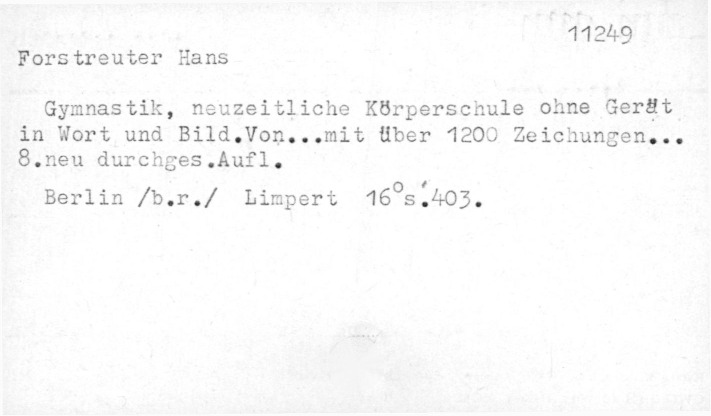 11249
Forstreuter Hans
Gymnastik, neuzeitliche Körperschule ohne Gerät
in Wort und Bild.Von...mit über 1200 Zeichungen...
8.neu durchges.Aufl.
Berlin /b.r./ Limpert 16°s.403.